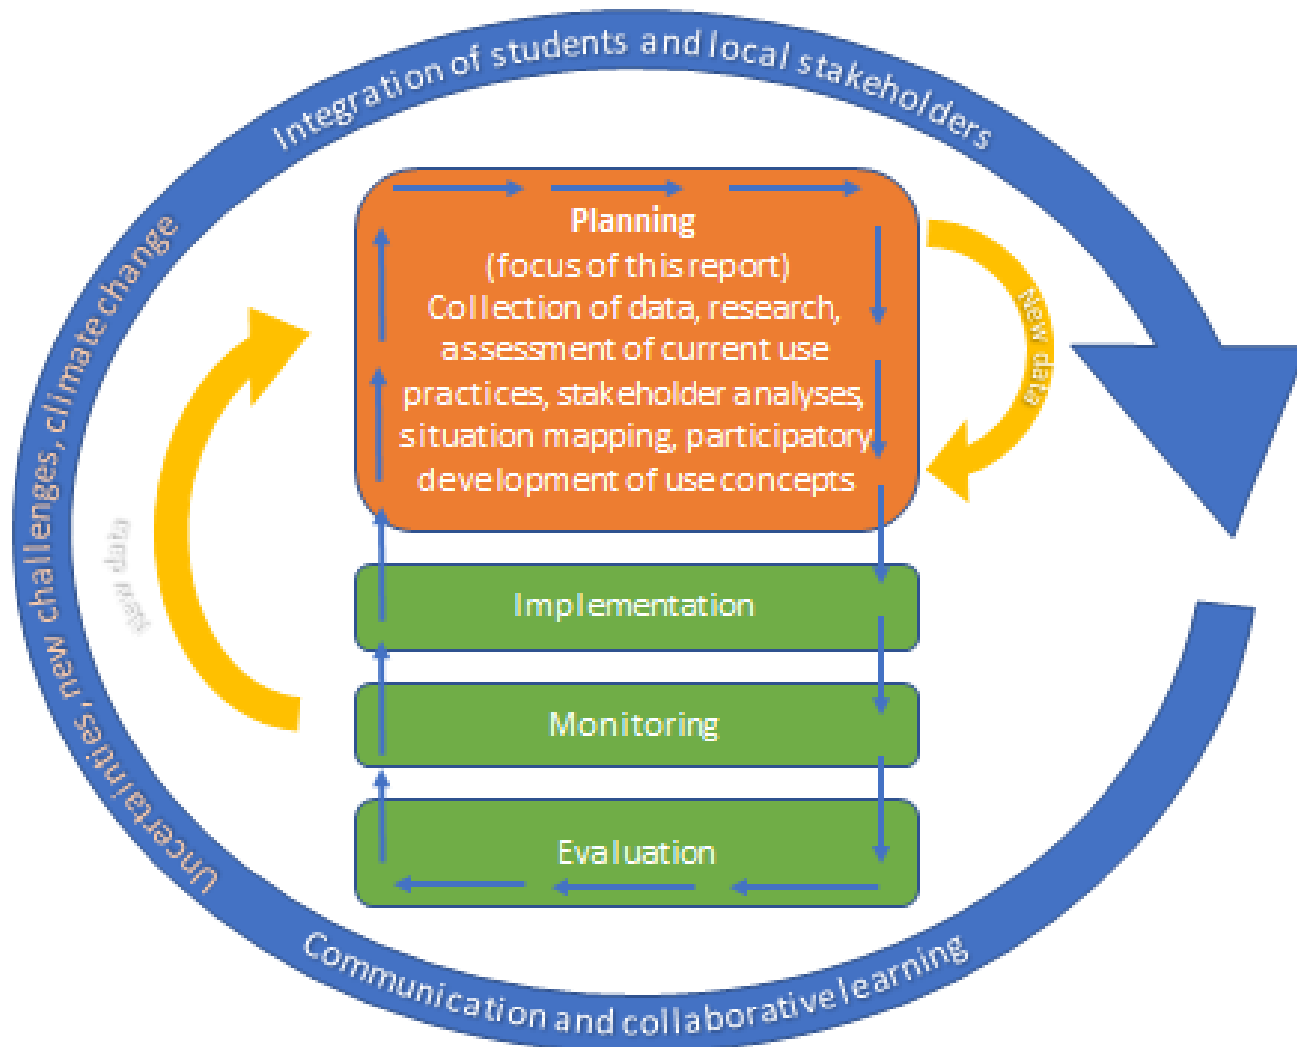 Integration of students and local stakeholders
Planning
(focus of this report)
Collection of data, research,
assessment of current use
practices, stakeholder analyses,
situation mapping, participatory
development of use concepts
New data
Uncertainties, new challenges, climate change
New data
Implementation
Monitoring
Evaluation
Communication and collaborative learning